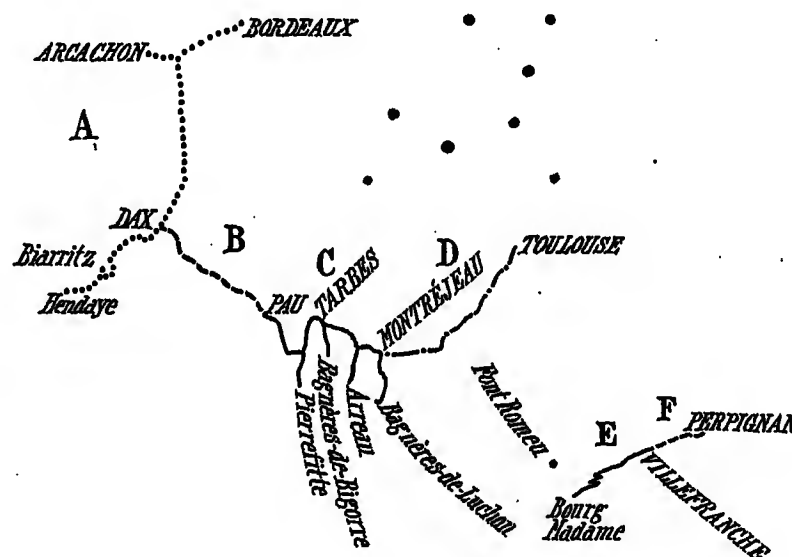 BORDEAUX
ARCACHON
A
DAX
B
Biarritz
Hendaye
C
D
TOULOUSE
PAU
TARBES
MONTRÉJEAU
Bagnères-de-Bigorre
Pierrefitte
Arreau
Bagnères-de-Luchon
Font Romeu
E
F
PERPIGNAN
VILLEFRANCHE
Bourg
Madame